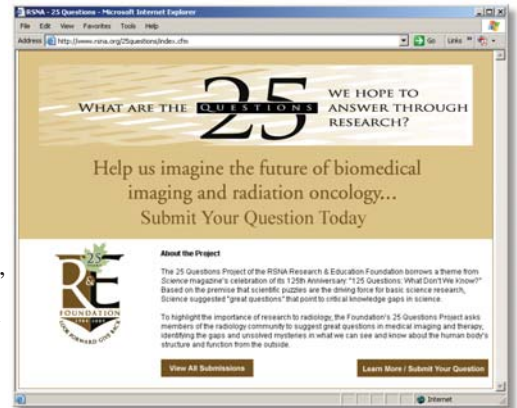 RSNA - 25 Questions - Microsoft Internet Explorer
File Edit View Favorites Tools Help
Address http://www.rsna.org/25questions/index.cfm Go Links »
WHAT ARE THE 25 QUESTIONS WE HOPE TO ANSWER THROUGH RESEARCH?
Help us imagine the future of biomedical
imaging and radiation oncology...
Submit Your Question Today
,
25
R&E
FOUNDATION
LOOK FORWARD GIVE BACK
About the Project
The 25 Questions Project of the RSNA Research & Education Foundation borrows a theme from
Science magazine's celebration of its 125th Anniversary: "125 Questions: What Don't We Know?"
Based on the premise that scientific puzzles are the driving force for basic science research,
Science suggested "great questions" that point to critical knowledge gaps in science.
To highlight the importance of research to radiology, the Foundation's 25 Questions Project asks
members of the radiology community to suggest great questions in medical imaging and therapy,
identifying the gaps and unsolved mysteries in what we can see and know about the human body's
structure and function from the outside.
View All Submissions
Learn More / Submit Your Question
Internet